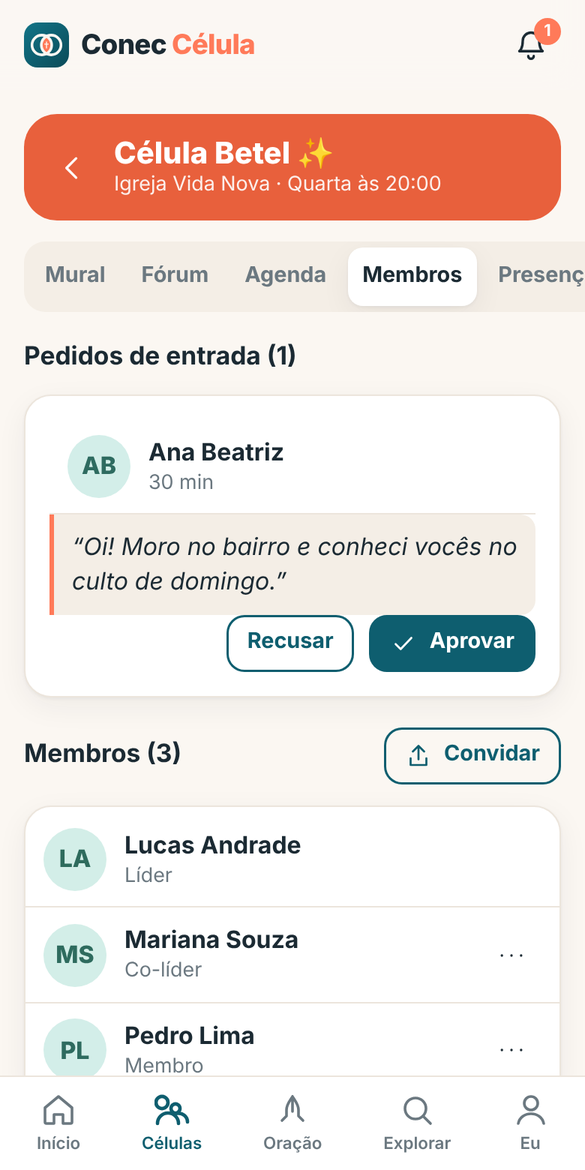 Conec Célula
1
Célula Betel ✨
Igreja Vida Nova · Quarta às 20:00
Mural Fórum Agenda Membros Presenç
Pedidos de entrada (1)
AB
Ana Beatriz
30 min
“Oi! Moro no bairro e conheci vocês no
culto de domingo.”
Recusar Aprovar
Membros (3)
Convidar
LA
Lucas Andrade
Líder
MS
Mariana Souza
Co-líder
...
PL
Pedro Lima
Membro
...
Início Células Oração Explorar Eu